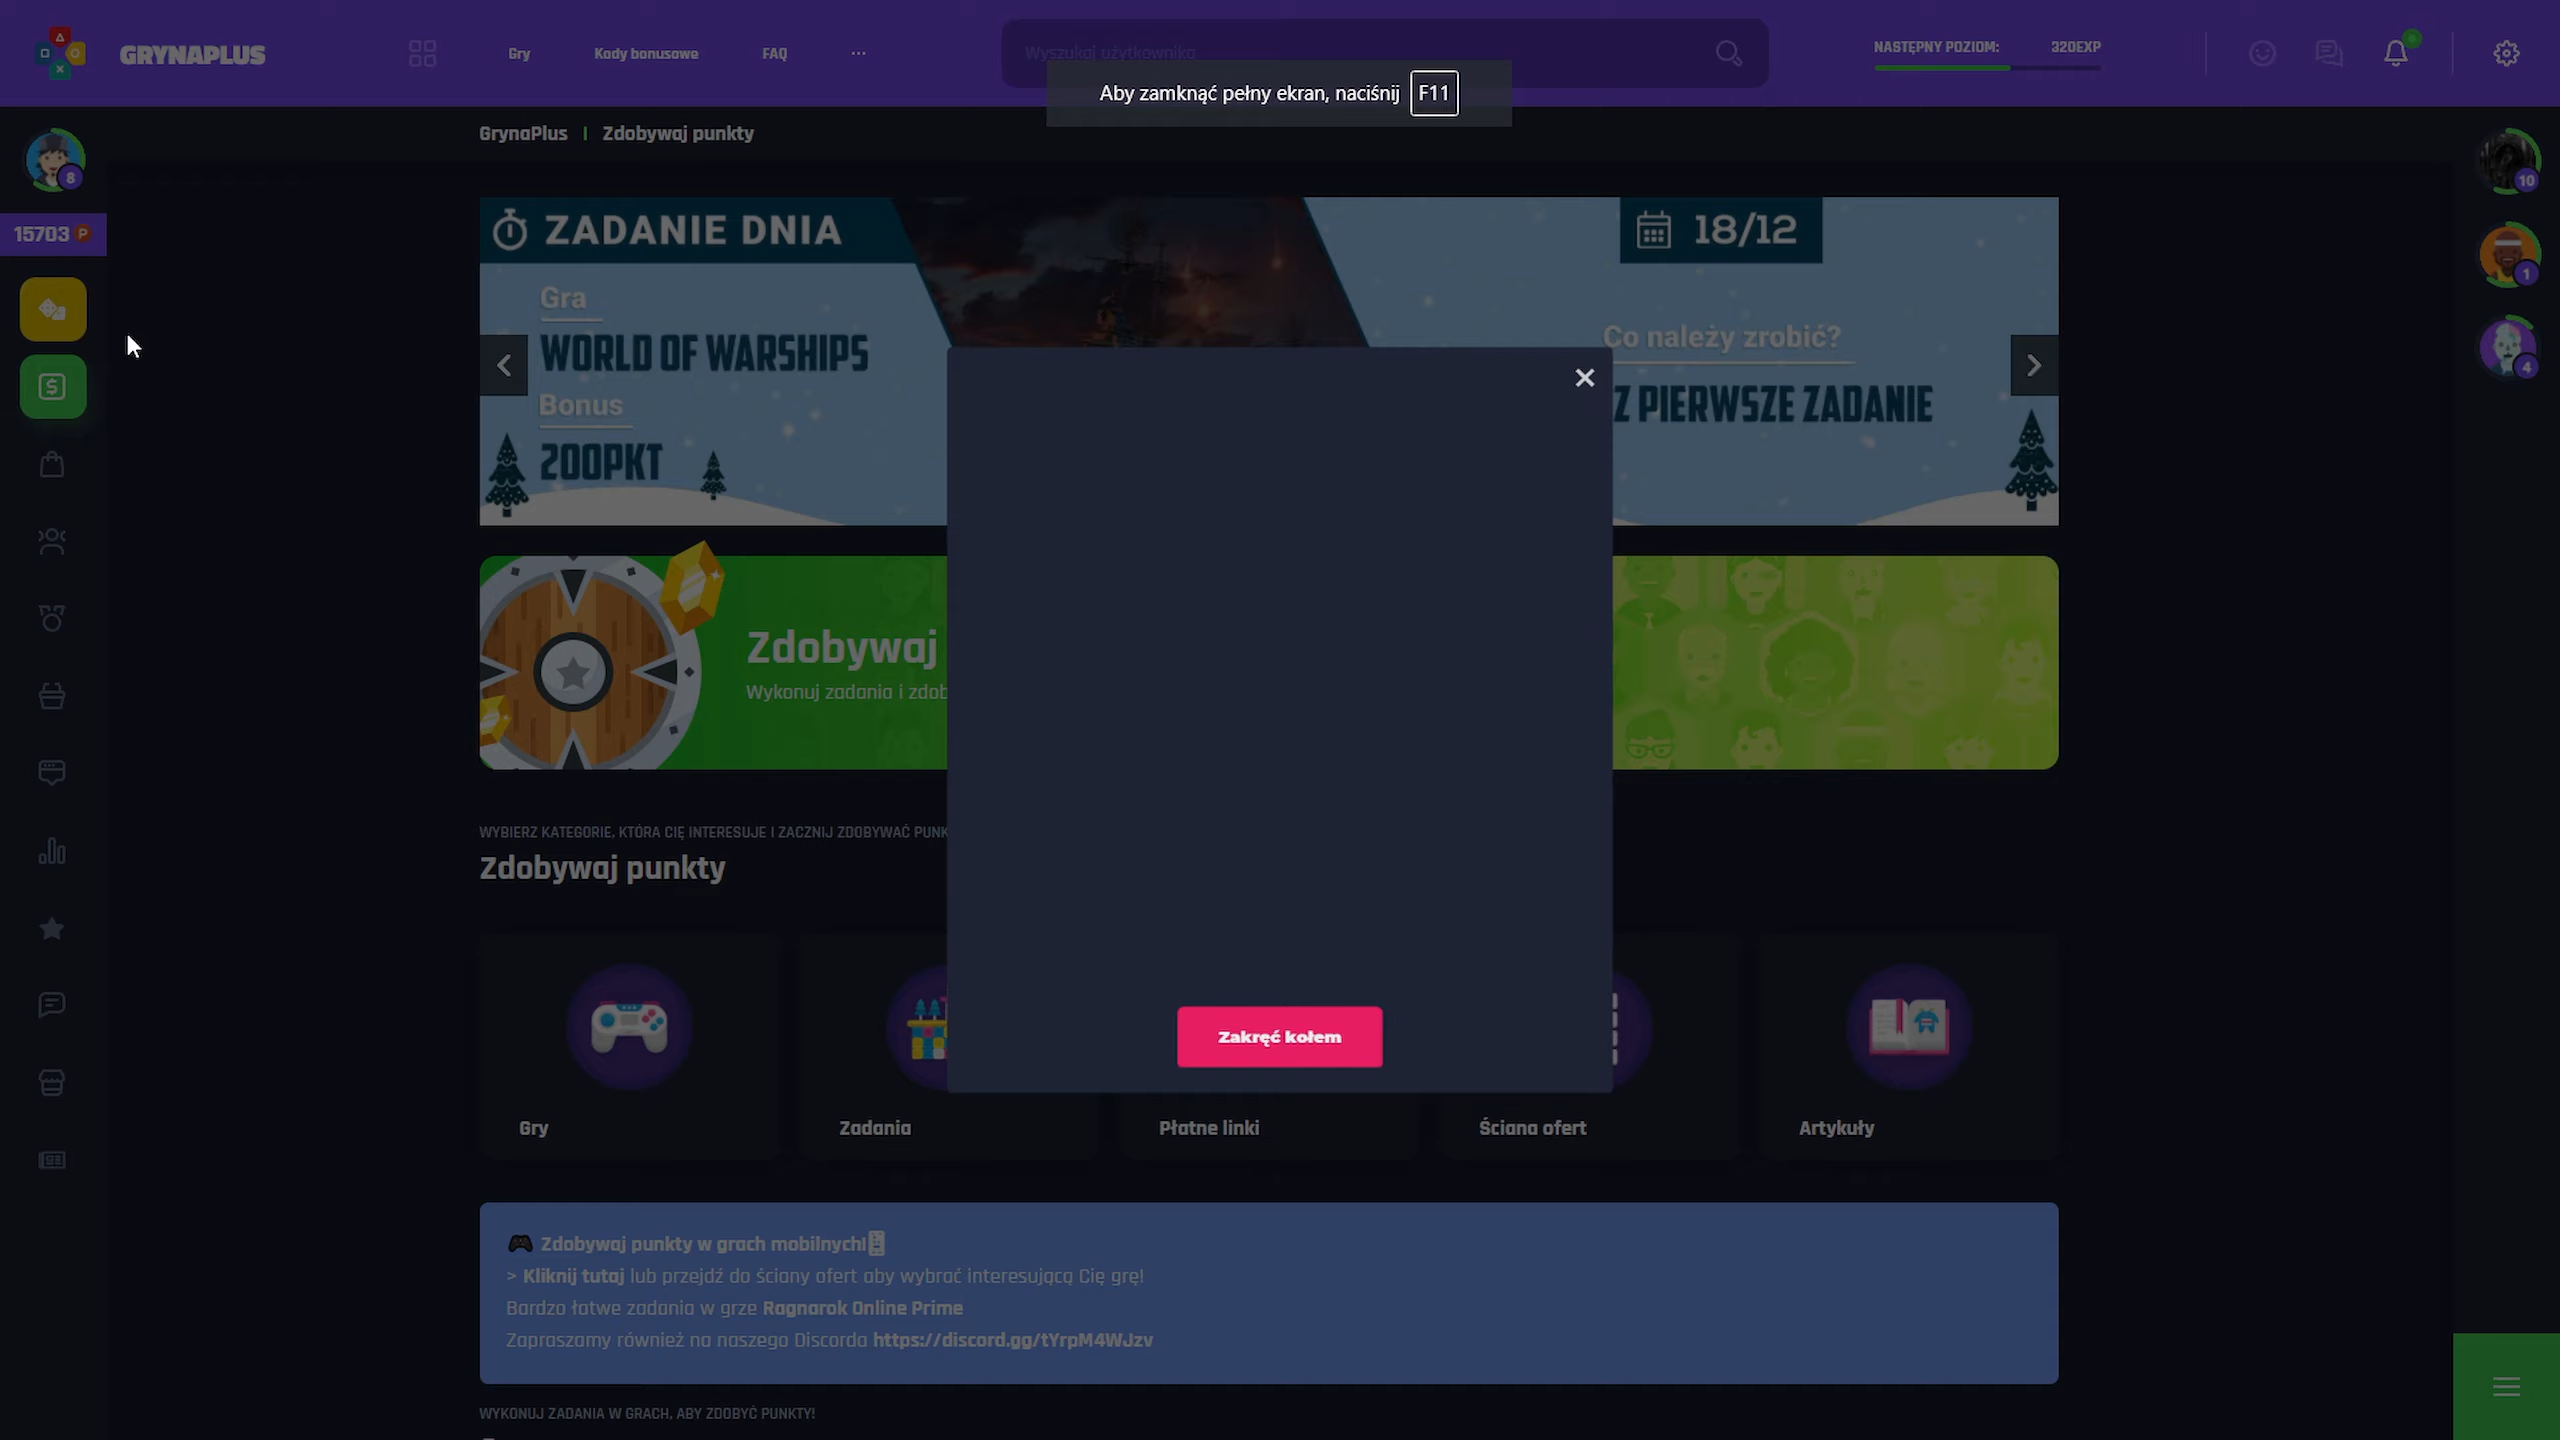 GRYNAPLUS
Gry
Kody bonusowe
FAQ
...
Wyszukaj użytkownika
NASTĘPNY POZIOM:
320EXP
Aby zamknąć pełny ekran, naciśnij F11
GrynaPlus | Zdobywaj punkty
8
15703 P
10
1
4
ZADANIE DNIA
18/12
Gra
WORLD OF WARSHIPS
Bonus
200PKT
Co należy zrobić?
Z PIERWSZE ZADANIE
Zdobywaj
Wykonuj zadania i zdob
WYBIERZ KATEGORIE, KTÓRA CIĘ INTERESUJE I ZACZNIJ ZDOBYWAĆ PUNK
Zdobywaj punkty
Zakręć kołem
Gry
Zadania
Płatne linki
Ściana ofert
Artykuły
🎮 Zdobywaj punkty w grach mobilnych!
> Kliknij tutaj lub przejdź do ściany ofert aby wybrać interesującą Cię grę!
Bardzo łatwe zadania w grze Ragnarok Online Prime
Zapraszamy również na naszego Discorda https://discord.gg/tYrpM4WJzv
WYKONUJ ZADANIA W GRACH, ABY ZDOBYĆ PUNKTY!